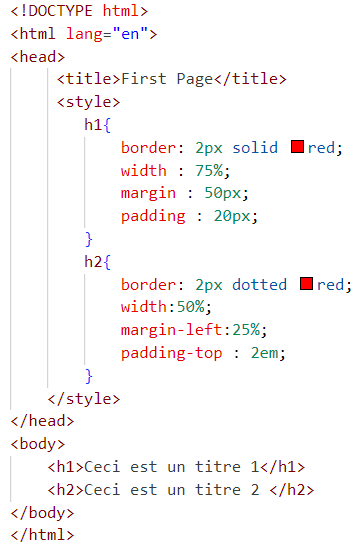 <!DOCTYPE html>
<html lang="en">
<head>
<title>First Page</title>
<style>
h1{
border: 2px solid red;
width : 75%;
margin : 50px;
padding : 20px;
}
h2{
border: 2px dotted red;
width:50%;
margin-left:25%;
padding-top : 2em;
}
</style>
</head>
<body>
<h1>Ceci est un titre 1</h1>
<h2>Ceci est un titre 2 </h2>
</body>
</html>